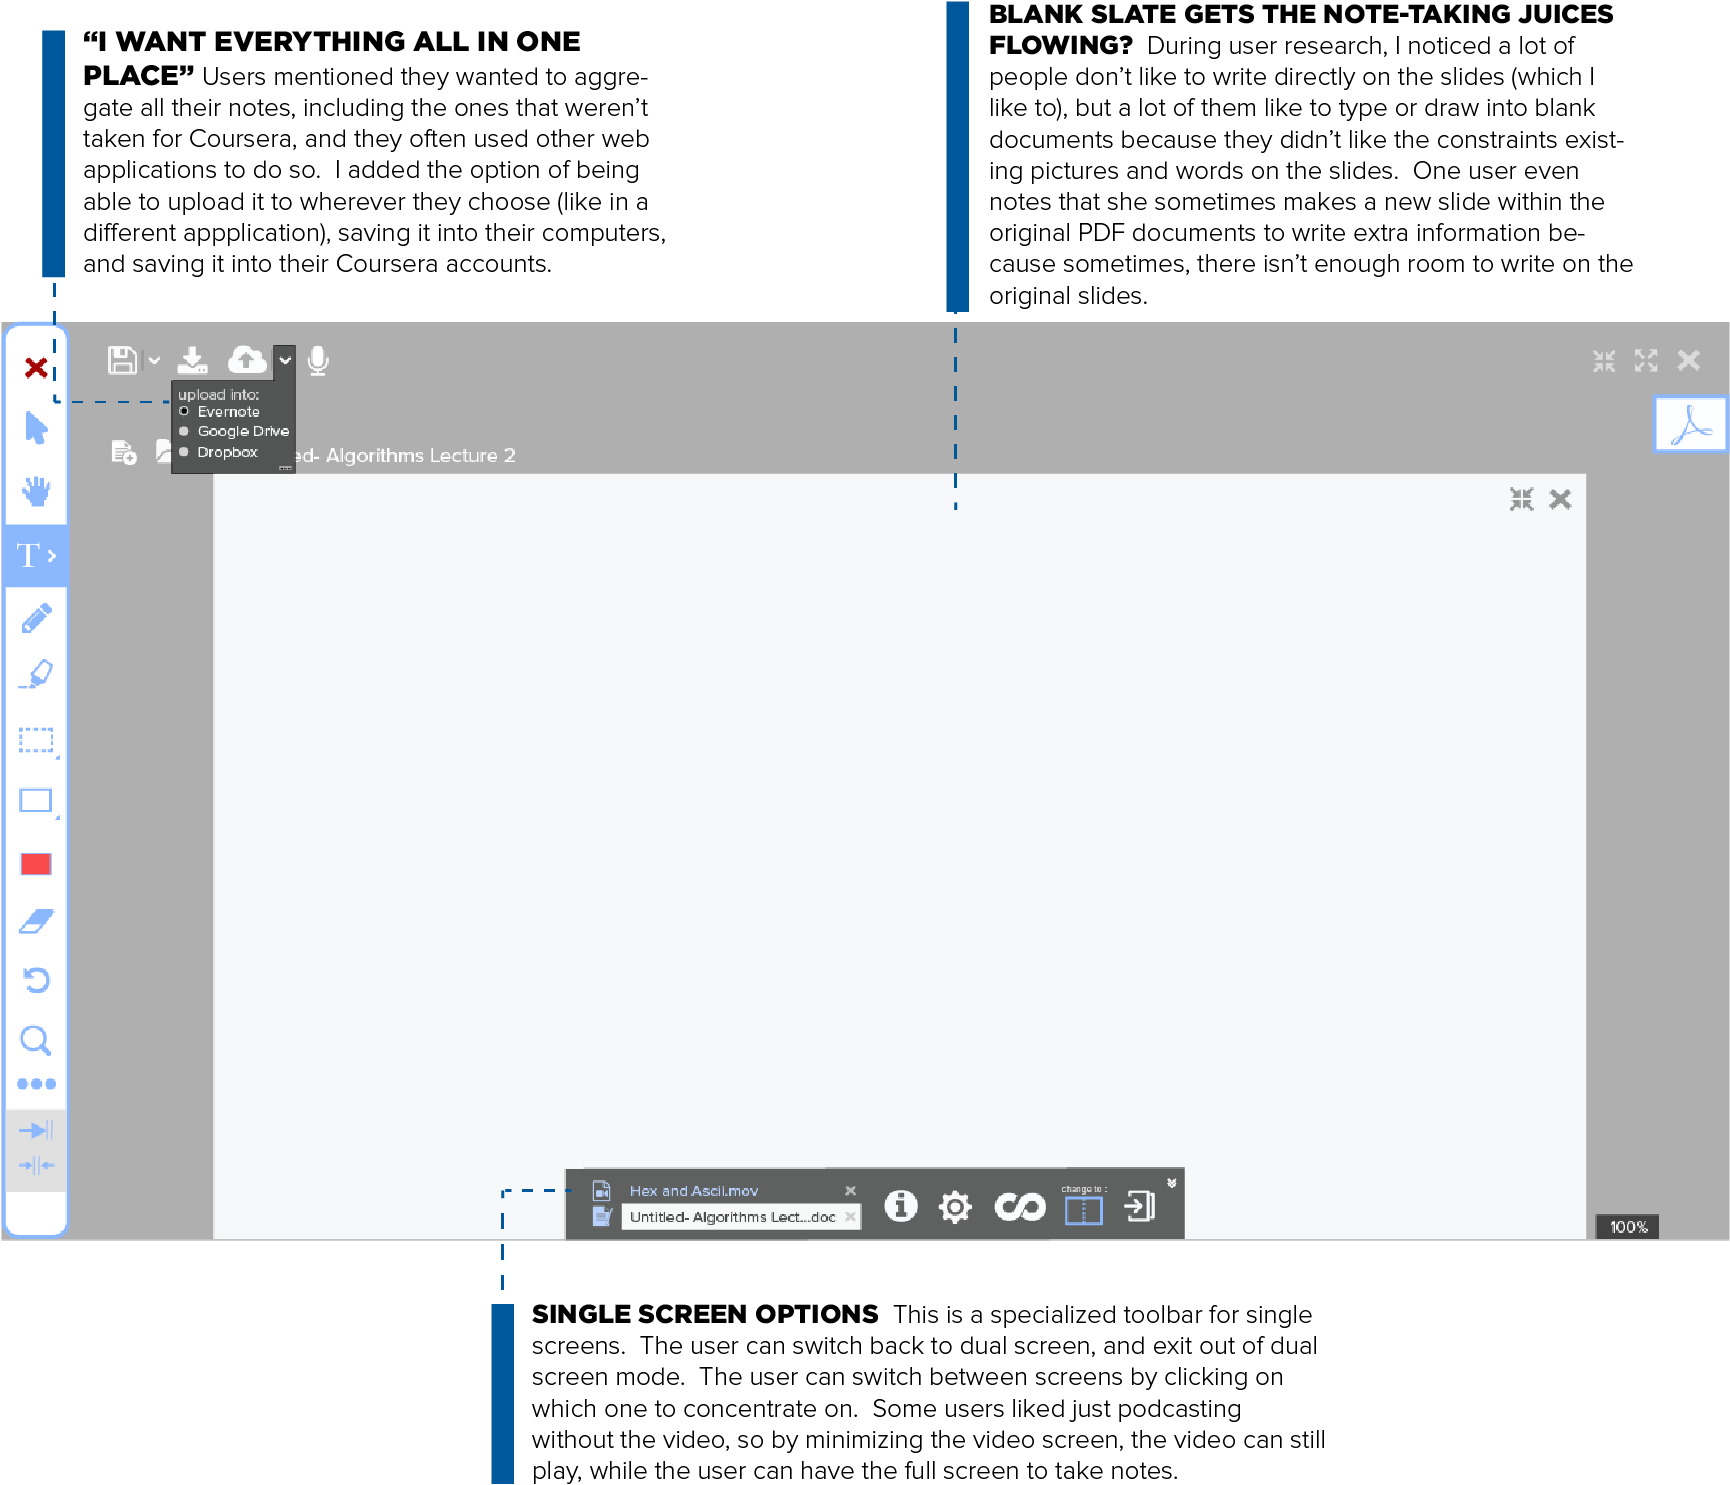 “I WANT EVERYTHING ALL IN ONE
PLACE” Users mentioned they wanted to aggre-
gate all their notes, including the ones that weren’t
taken for Coursera, and they often used other web
applications to do so.  I added the option of being
able to upload it to wherever they choose (like in a
different appplication), saving it into their computers,
and saving it into their Coursera accounts.
BLANK SLATE GETS THE NOTE-TAKING JUICES
FLOWING?  During user research, I noticed a lot of
people don’t like to write directly on the slides (which I
like to), but a lot of them like to type or draw into blank
documents because they didn’t like the constraints exist-
ing pictures and words on the slides.  One user even
notes that she sometimes makes a new slide within the
original PDF documents to write extra information be-
cause sometimes, there isn’t enough room to write on the
original slides.
upload into:
Evernote
Google Drive
Dropbox
ed- Algorithms Lecture 2
T
Hex and Ascii.mov
Untitled- Algorithms Lect...doc
change to :
100%
SINGLE SCREEN OPTIONS  This is a specialized toolbar for single
screens.  The user can switch back to dual screen, and exit out of dual
screen mode.  The user can switch between screens by clicking on
which one to concentrate on.  Some users liked just podcasting
without the video, so by minimizing the video screen, the video can still
play, while the user can have the full screen to take notes.